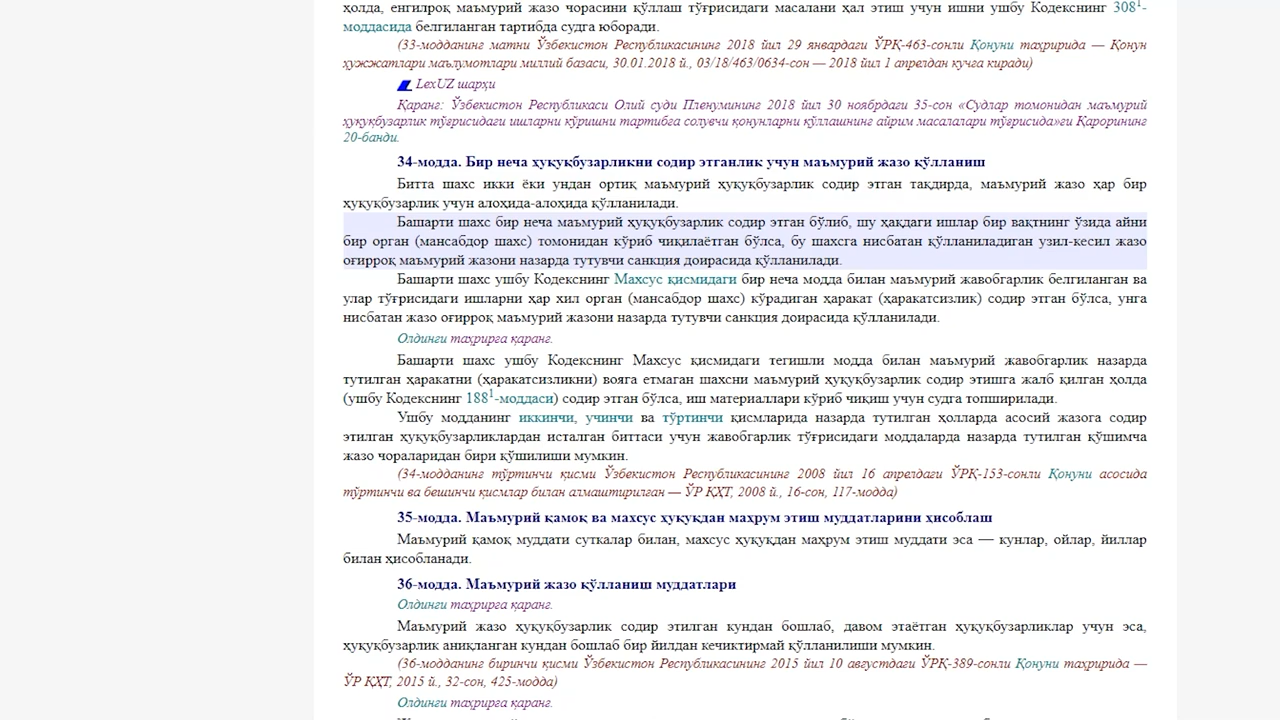 ҳолда, енгилроқ маъмурий жазо чорасини қўллаш тўғрисидаги масалани ҳал этиш учун ишни ушбу Кодекснинг 308¹-
моддасида белгиланган тартибда судга юборади.
(33-модданинг матни Ўзбекистон Республикасининг 2018 йил 29 январдаги ЎРҚ-463-сонли Қонуни таҳририда — Қонун
ҳужжатлари маълумотлари миллий базаси, 30.01.2018 й., 03/18/463/0634-сон — 2018 йил 1 апрелдан кучга киради)
LexUZ шарҳи
Қаранг: Ўзбекистон Республикаси Олий суди Пленумининг 2018 йил 30 ноябрдаги 35-сон «Судлар томонидан маъмурий
ҳуқуқбузарлик тўғрисидаги ишларни кўришни тартибга солувчи қонунларни қўллашнинг айрим масалалари тўғрисида»ги Қарорининг
20-банди.
34-модда. Бир неча ҳуқуқбузарликни содир этганлик учун маъмурий жазо қўлланиш
Битта шахс икки ёки ундан ортиқ маъмурий ҳуқуқбузарлик содир этган тақдирда, маъмурий жазо ҳар бир
ҳуқуқбузарлик учун алоҳида-алоҳида қўлланилади.
Башарти шахс бир неча маъмурий ҳуқуқбузарлик содир этган бўлиб, шу ҳақдаги ишлар бир вақтнинг ўзида айни
бир орган (мансабдор шахс) томонидан кўриб чиқилаётган бўлса, бу шахсга нисбатан қўлланиладиган узил-кесил жазо
оғирроқ маъмурий жазони назарда тутувчи санкция доирасида қўлланилади.
Башарти шахс ушбу Кодекснинг Махсус қисмидаги бир неча модда билан маъмурий жавобгарлик белгиланган ва
улар тўғрисидаги ишларни ҳар хил орган (мансабдор шахс) кўрадиган ҳаракат (ҳаракатсизлик) содир этган бўлса, унга
нисбатан жазо оғирроқ маъмурий жазони назарда тутувчи санкция доирасида қўлланилади.
Олдинги таҳрирга қаранг.
Башарти шахс ушбу Кодекснинг Махсус қисмидаги тегишли модда билан маъмурий жавобгарлик назарда
тутилган ҳаракатни (ҳаракатсизликни) вояга етмаган шахсни маъмурий ҳуқуқбузарлик содир этишга жалб қилган ҳолда
(ушбу Кодекснинг 188¹-моддаси) содир этган бўлса, иш материаллари кўриб чиқиш учун судга топширилади.
Ушбу модданинг иккинчи, учинчи ва тўртинчи қисмларида назарда тутилган ҳолларда асосий жазога содир
этилган ҳуқуқбузарликлардан исталган биттаси учун жавобгарлик тўғрисидаги моддаларда назарда тутилган қўшимча
жазо чораларидан бири қўшилиши мумкин.
(34-модданинг тўртинчи қисми Ўзбекистон Республикасининг 2008 йил 16 апрелдаги ЎРҚ-153-сонли Қонуни асосида
тўртинчи ва бешинчи қисмлар билан алмаштирилган — ЎР ҚҲТ, 2008 й., 16-сон, 117-модда)
35-модда. Маъмурий қамоқ ва махсус ҳуқуқдан маҳрум этиш муддатларини ҳисоблаш
Маъмурий қамоқ муддати суткалар билан, махсус ҳуқуқдан маҳрум этиш муддати эса — кунлар, ойлар, йиллар
билан ҳисобланади.
36-модда. Маъмурий жазо қўлланиш муддатлари
Олдинги таҳрирга қаранг.
Маъмурий жазо ҳуқуқбузарлик содир этилган кундан бошлаб, давом этаётган ҳуқуқбузарликлар учун эса,
ҳуқуқбузарлик аниқланган кундан бошлаб бир йилдан кечиктирмай қўлланилиши мумкин.
(36-модданинг биринчи қисми Ўзбекистон Республикасининг 2015 йил 10 августдаги ЎРҚ-389-сонли Қонуни таҳририда —
ЎР ҚҲТ, 2015 й., 32-сон, 425-модда)
Олдинги таҳрирга қаранг.